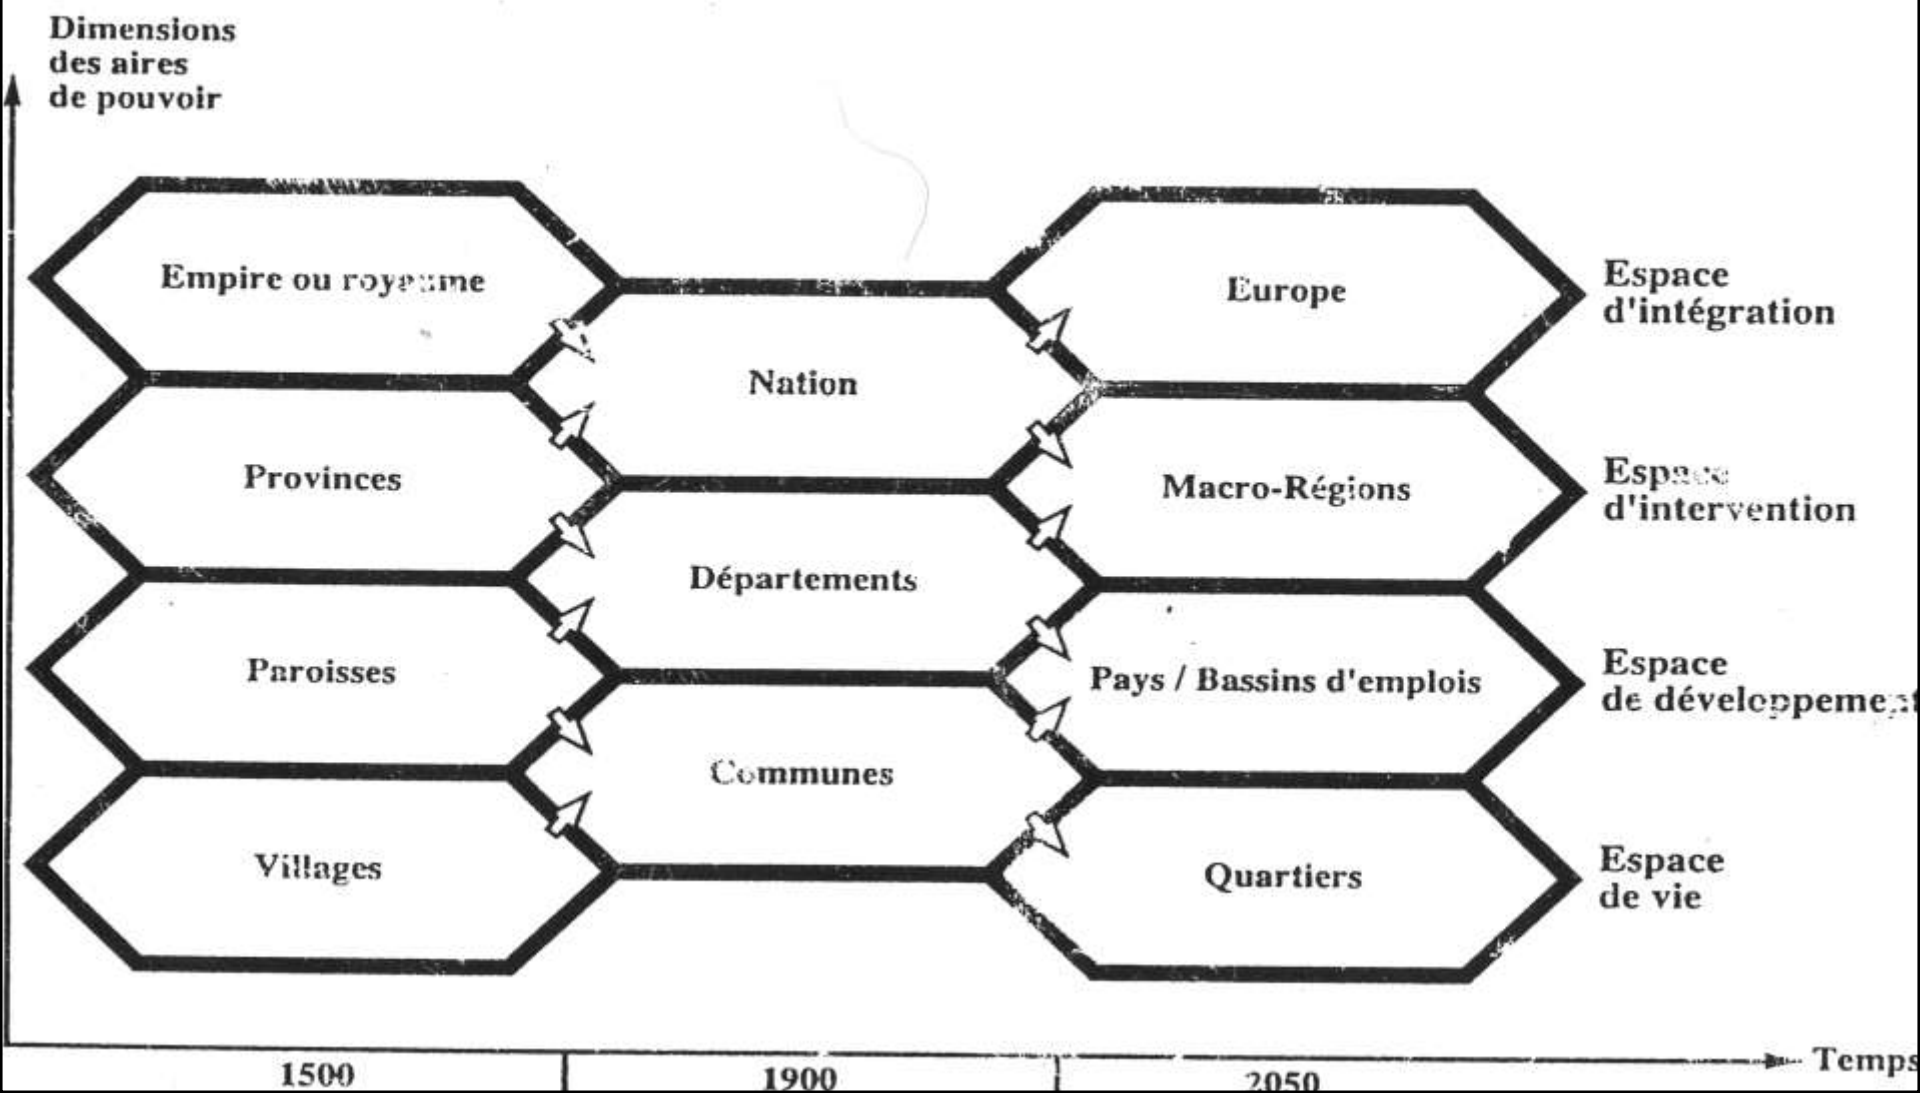 Dimensions
des aires
de pouvoir
Empire ou royaume
Europe
Espace
d'intégration
Nation
Provinces
Macro-Régions
Espace
d'intervention
Départements
Paroisses
Pays / Bassins d'emplois
Espace
de développement
Communes
Villages
Quartiers
Espace
de vie
1500
1900
2050
Temps